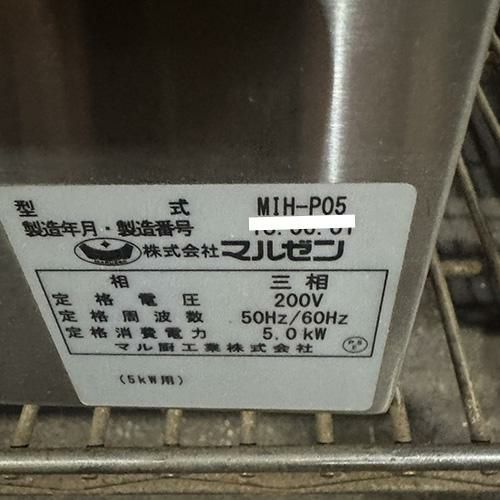 型式 MIH-P05
製造年月・製造番号
株式会社 マルゼン
相 三相
定格電圧 200V
定格周波数 50Hz/60Hz
定格消費電力 5.0kW
マル厨工業株式会社
(5kW用)